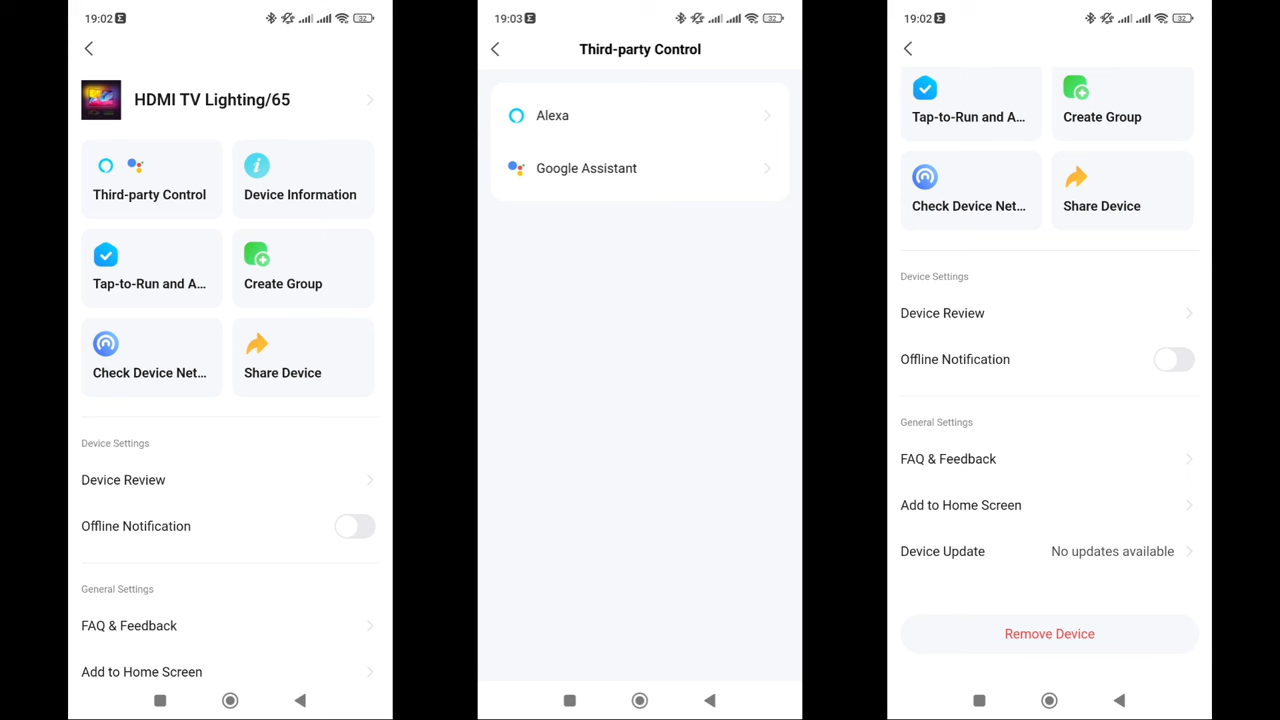 19:02
32
HDMI TV Lighting/65
Third-party Control
Device Information
Tap-to-Run and A...
Create Group
Check Device Net...
Share Device
Device Settings
Device Review
Offline Notification
General Settings
FAQ & Feedback
Add to Home Screen
19:03
32
Third-party Control
Alexa
Google Assistant
19:02
32
Tap-to-Run and A...
Create Group
Check Device Net...
Share Device
Device Settings
Device Review
Offline Notification
General Settings
FAQ & Feedback
Add to Home Screen
Device Update No updates available
Remove Device